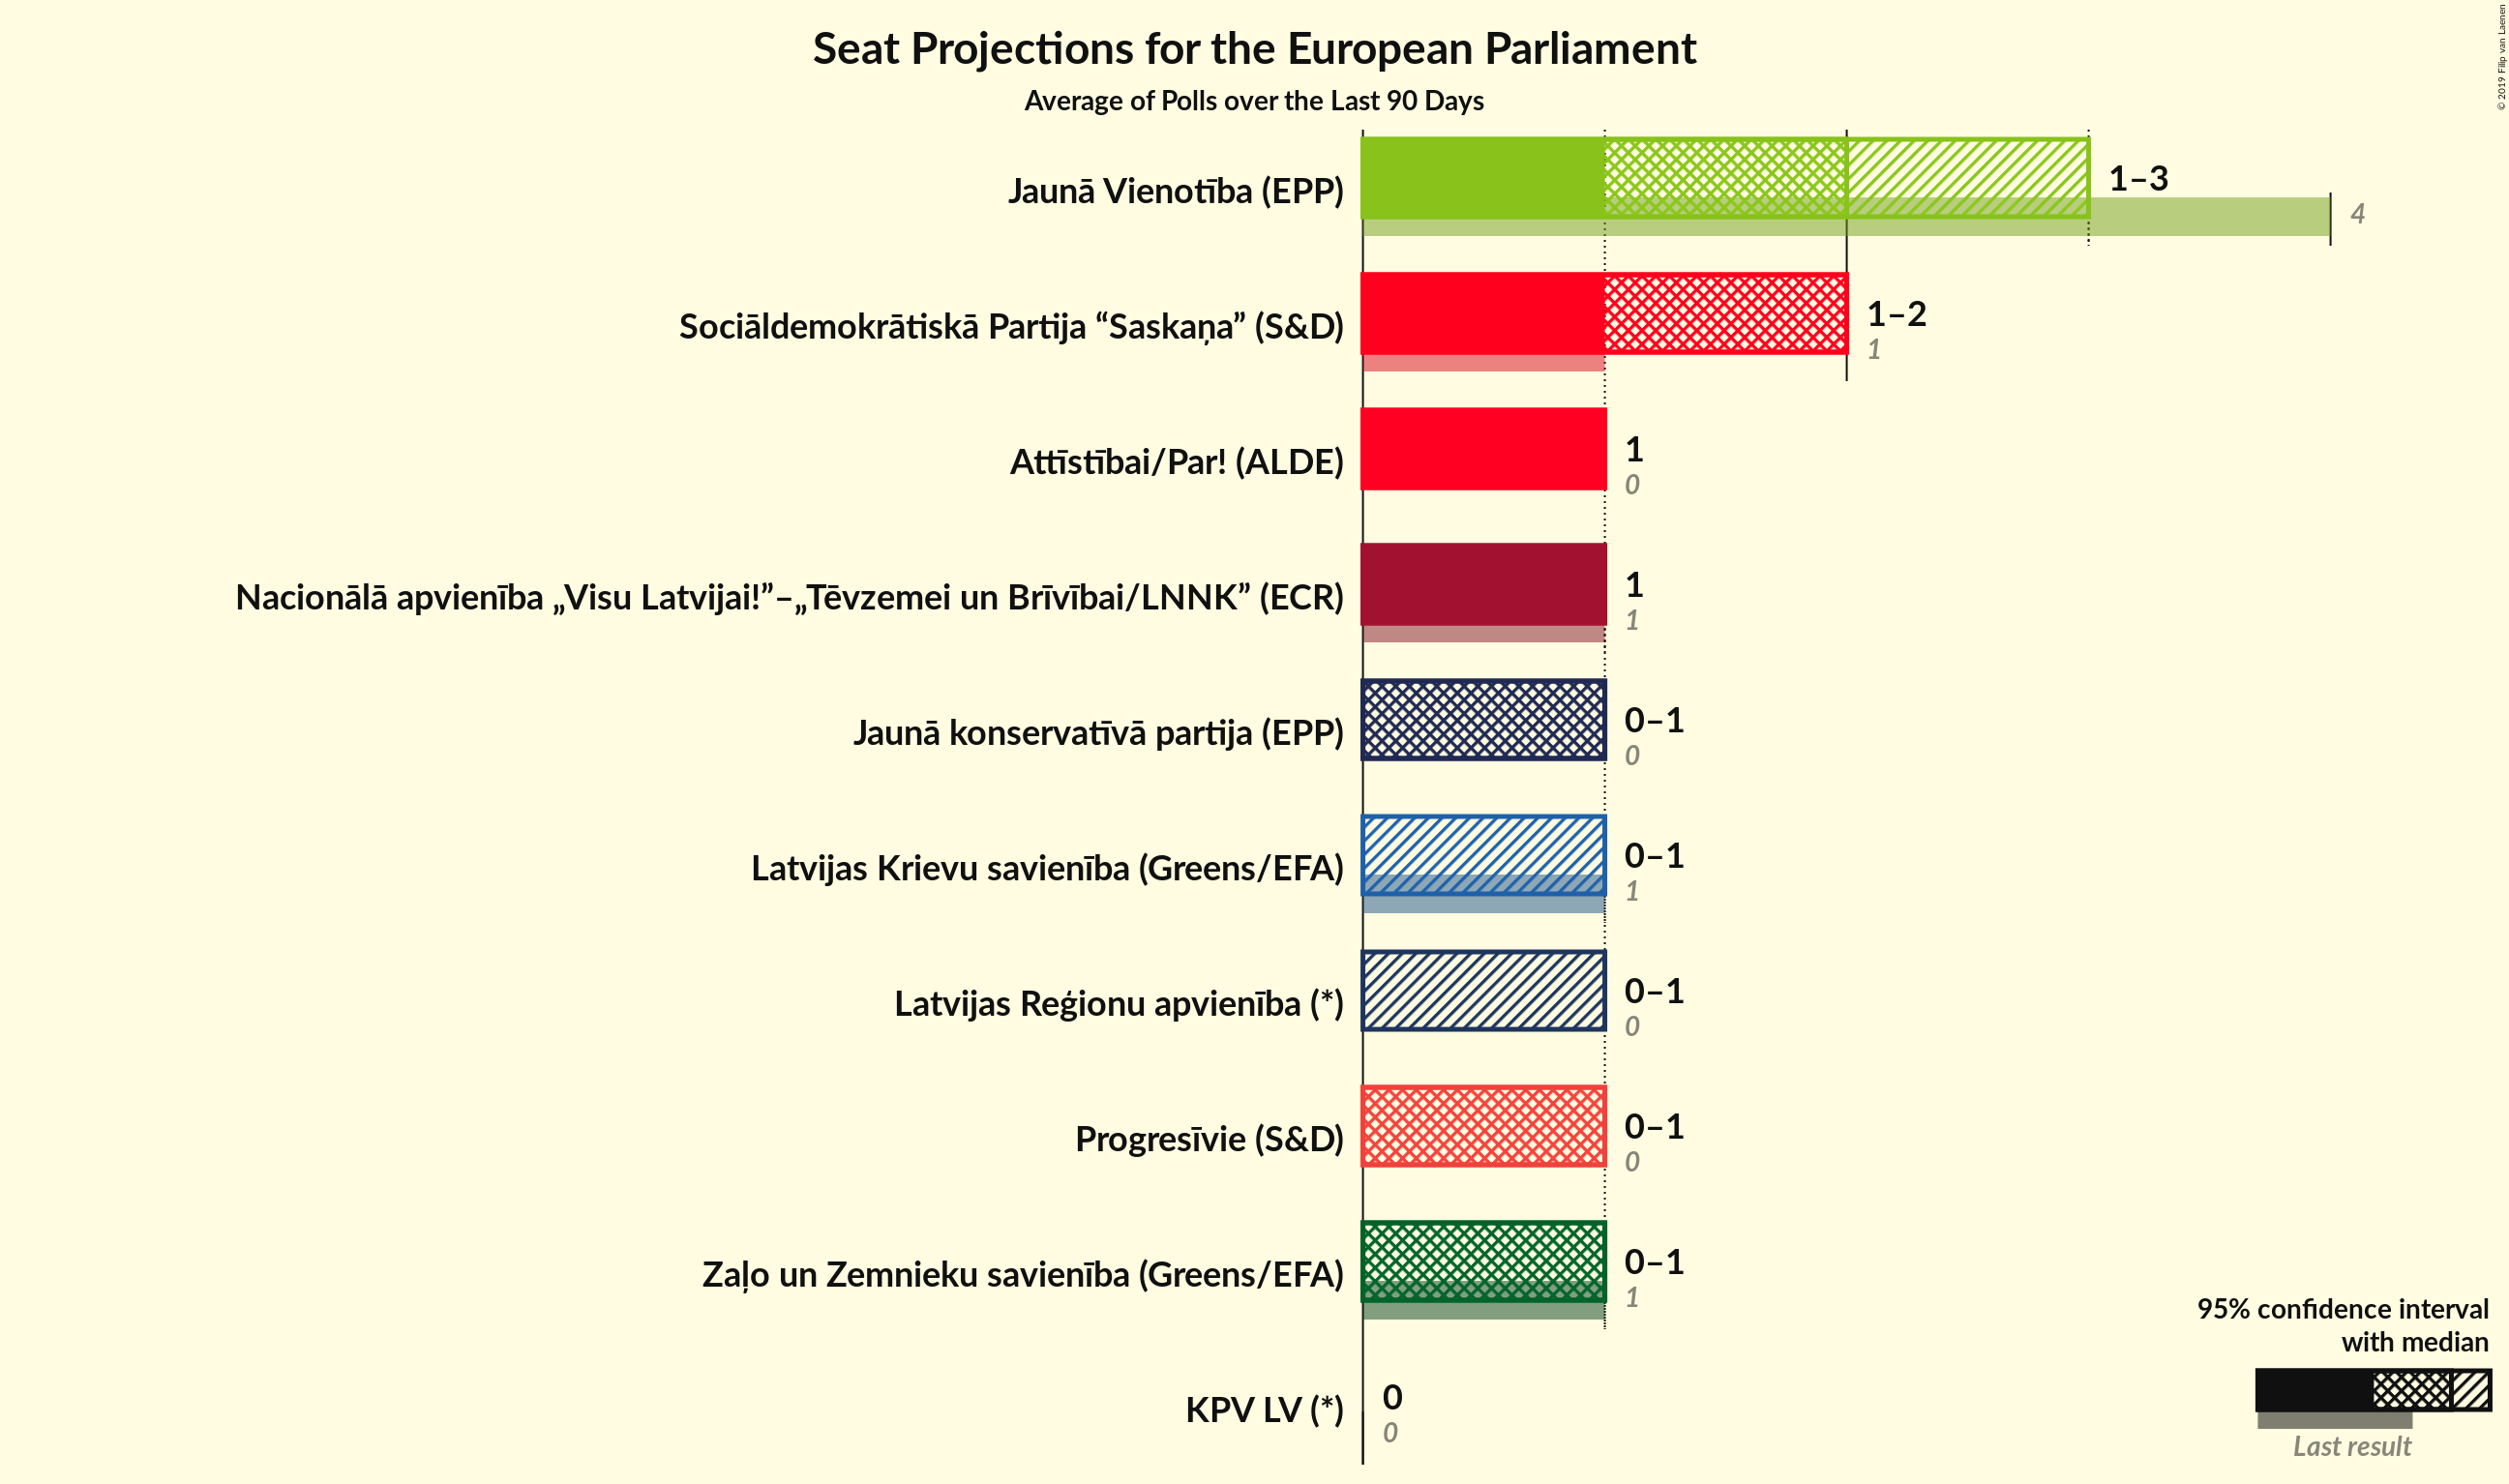 Seat Projections for the European Parliament
Average of Polls over the Last 90 Days
© 2019 Filip van Laenen
Jaunā Vienotība (EPP)
1–3
4
Sociāldemokrātiskā Partija “Saskaņa” (S&D)
1–2
1
Attīstībai/Par! (ALDE)
1
0
Nacionālā apvienība „Visu Latvijai!”–„Tēvzemei un Brīvībai/LNNK” (ECR)
1
1
Jaunā konservatīvā partija (EPP)
0–1
0
Latvijas Krievu savienība (Greens/EFA)
0–1
1
Latvijas Reģionu apvienība (*)
0–1
0
Progresīvie (S&D)
0–1
0
Zaļo un Zemnieku savienība (Greens/EFA)
0–1
1
KPV LV (*)
0
0
95% confidence interval
with median
Last result